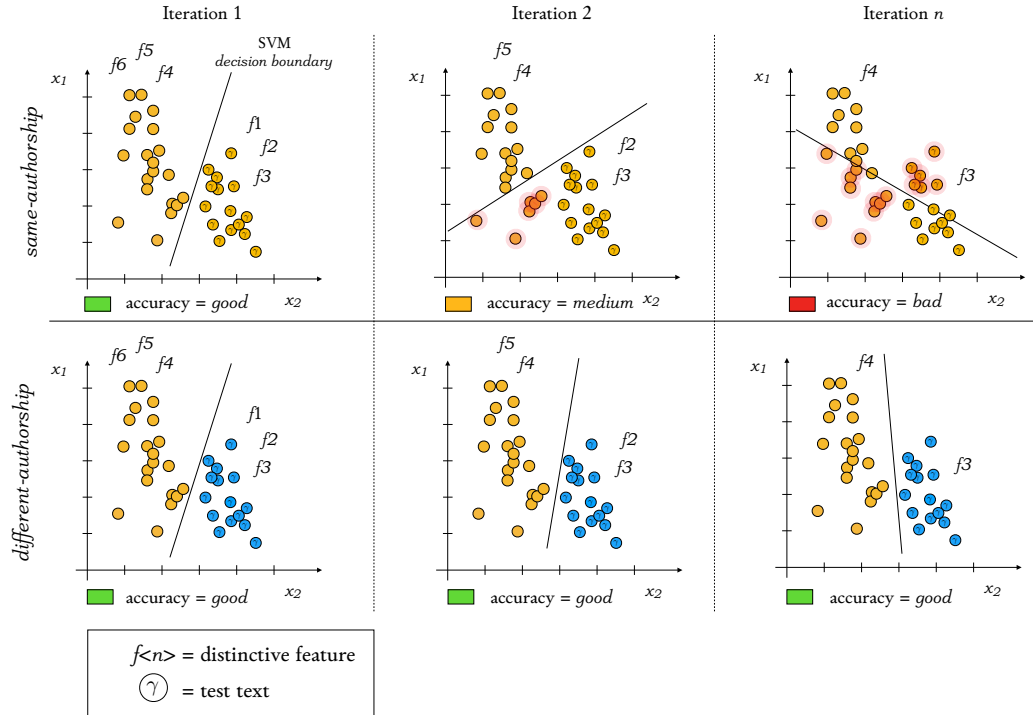 Iteration 1
Iteration 2
Iteration n
same-authorship
x1
f6
f5
f4
SVM
decision boundary
f1
f2
f3
γ γ γ γ γ γ γ γ γ γ γ γ γ γ γ
accuracy = good
x2
x1
f5
f4
f2
f3
γ γ γ γ γ γ γ γ γ γ γ γ γ γ γ
accuracy = medium
x2
x1
f4
f3
γ γ γ γ γ γ γ γ γ γ γ γ γ γ γ
accuracy = bad
x2
different-authorship
x1
f6
f5
f4
f1
f2
f3
γ γ γ γ γ γ γ γ γ γ γ γ γ γ γ
accuracy = good
x2
x1
f5
f4
f2
f3
γ γ γ γ γ γ γ γ γ γ γ γ γ γ γ
accuracy = good
x2
x1
f4
f3
γ γ γ γ γ γ γ γ γ γ γ γ γ γ γ
accuracy = good
x2
f<n> = distinctive feature
γ = test text